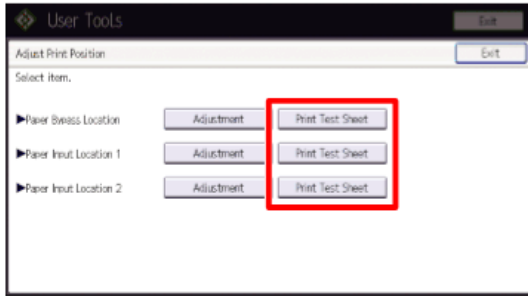 User Tools
Exit
Adjust Print Position
Exit
Select item.
▶Paper Bypass Location Adjustment Print Test Sheet
▶Paper Input Location 1 Adjustment Print Test Sheet
▶Paper Input Location 2 Adjustment Print Test Sheet